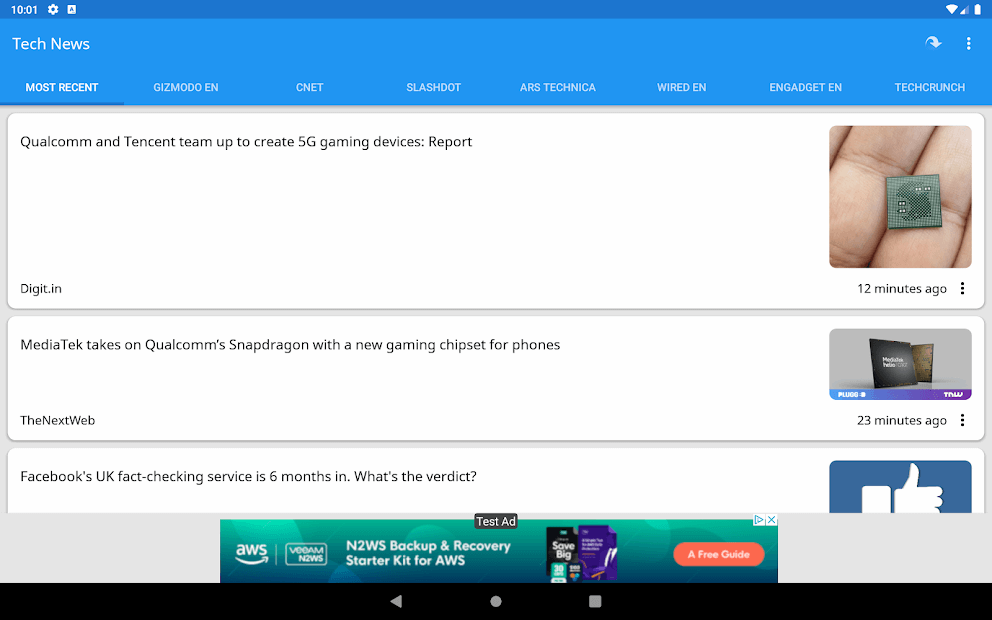 10:01
Tech News
MOST RECENT
GIZMODO EN
CNET
SLASHDOT
ARS TECHNICA
WIRED EN
ENGADGET EN
TECHCRUNCH
Qualcomm and Tencent team up to create 5G gaming devices: Report
Digit.in
12 minutes ago
MediaTek takes on Qualcomm’s Snapdragon with a new gaming chipset for phones
MediaTek
helio
PLUGG
TNW
TheNextWeb
23 minutes ago
Facebook's UK fact-checking service is 6 months in. What's the verdict?
Test Ad
aws
veeAM
N2WS
N2WS Backup & Recovery
Starter Kit for AWS
Save
Big
A Free Guide